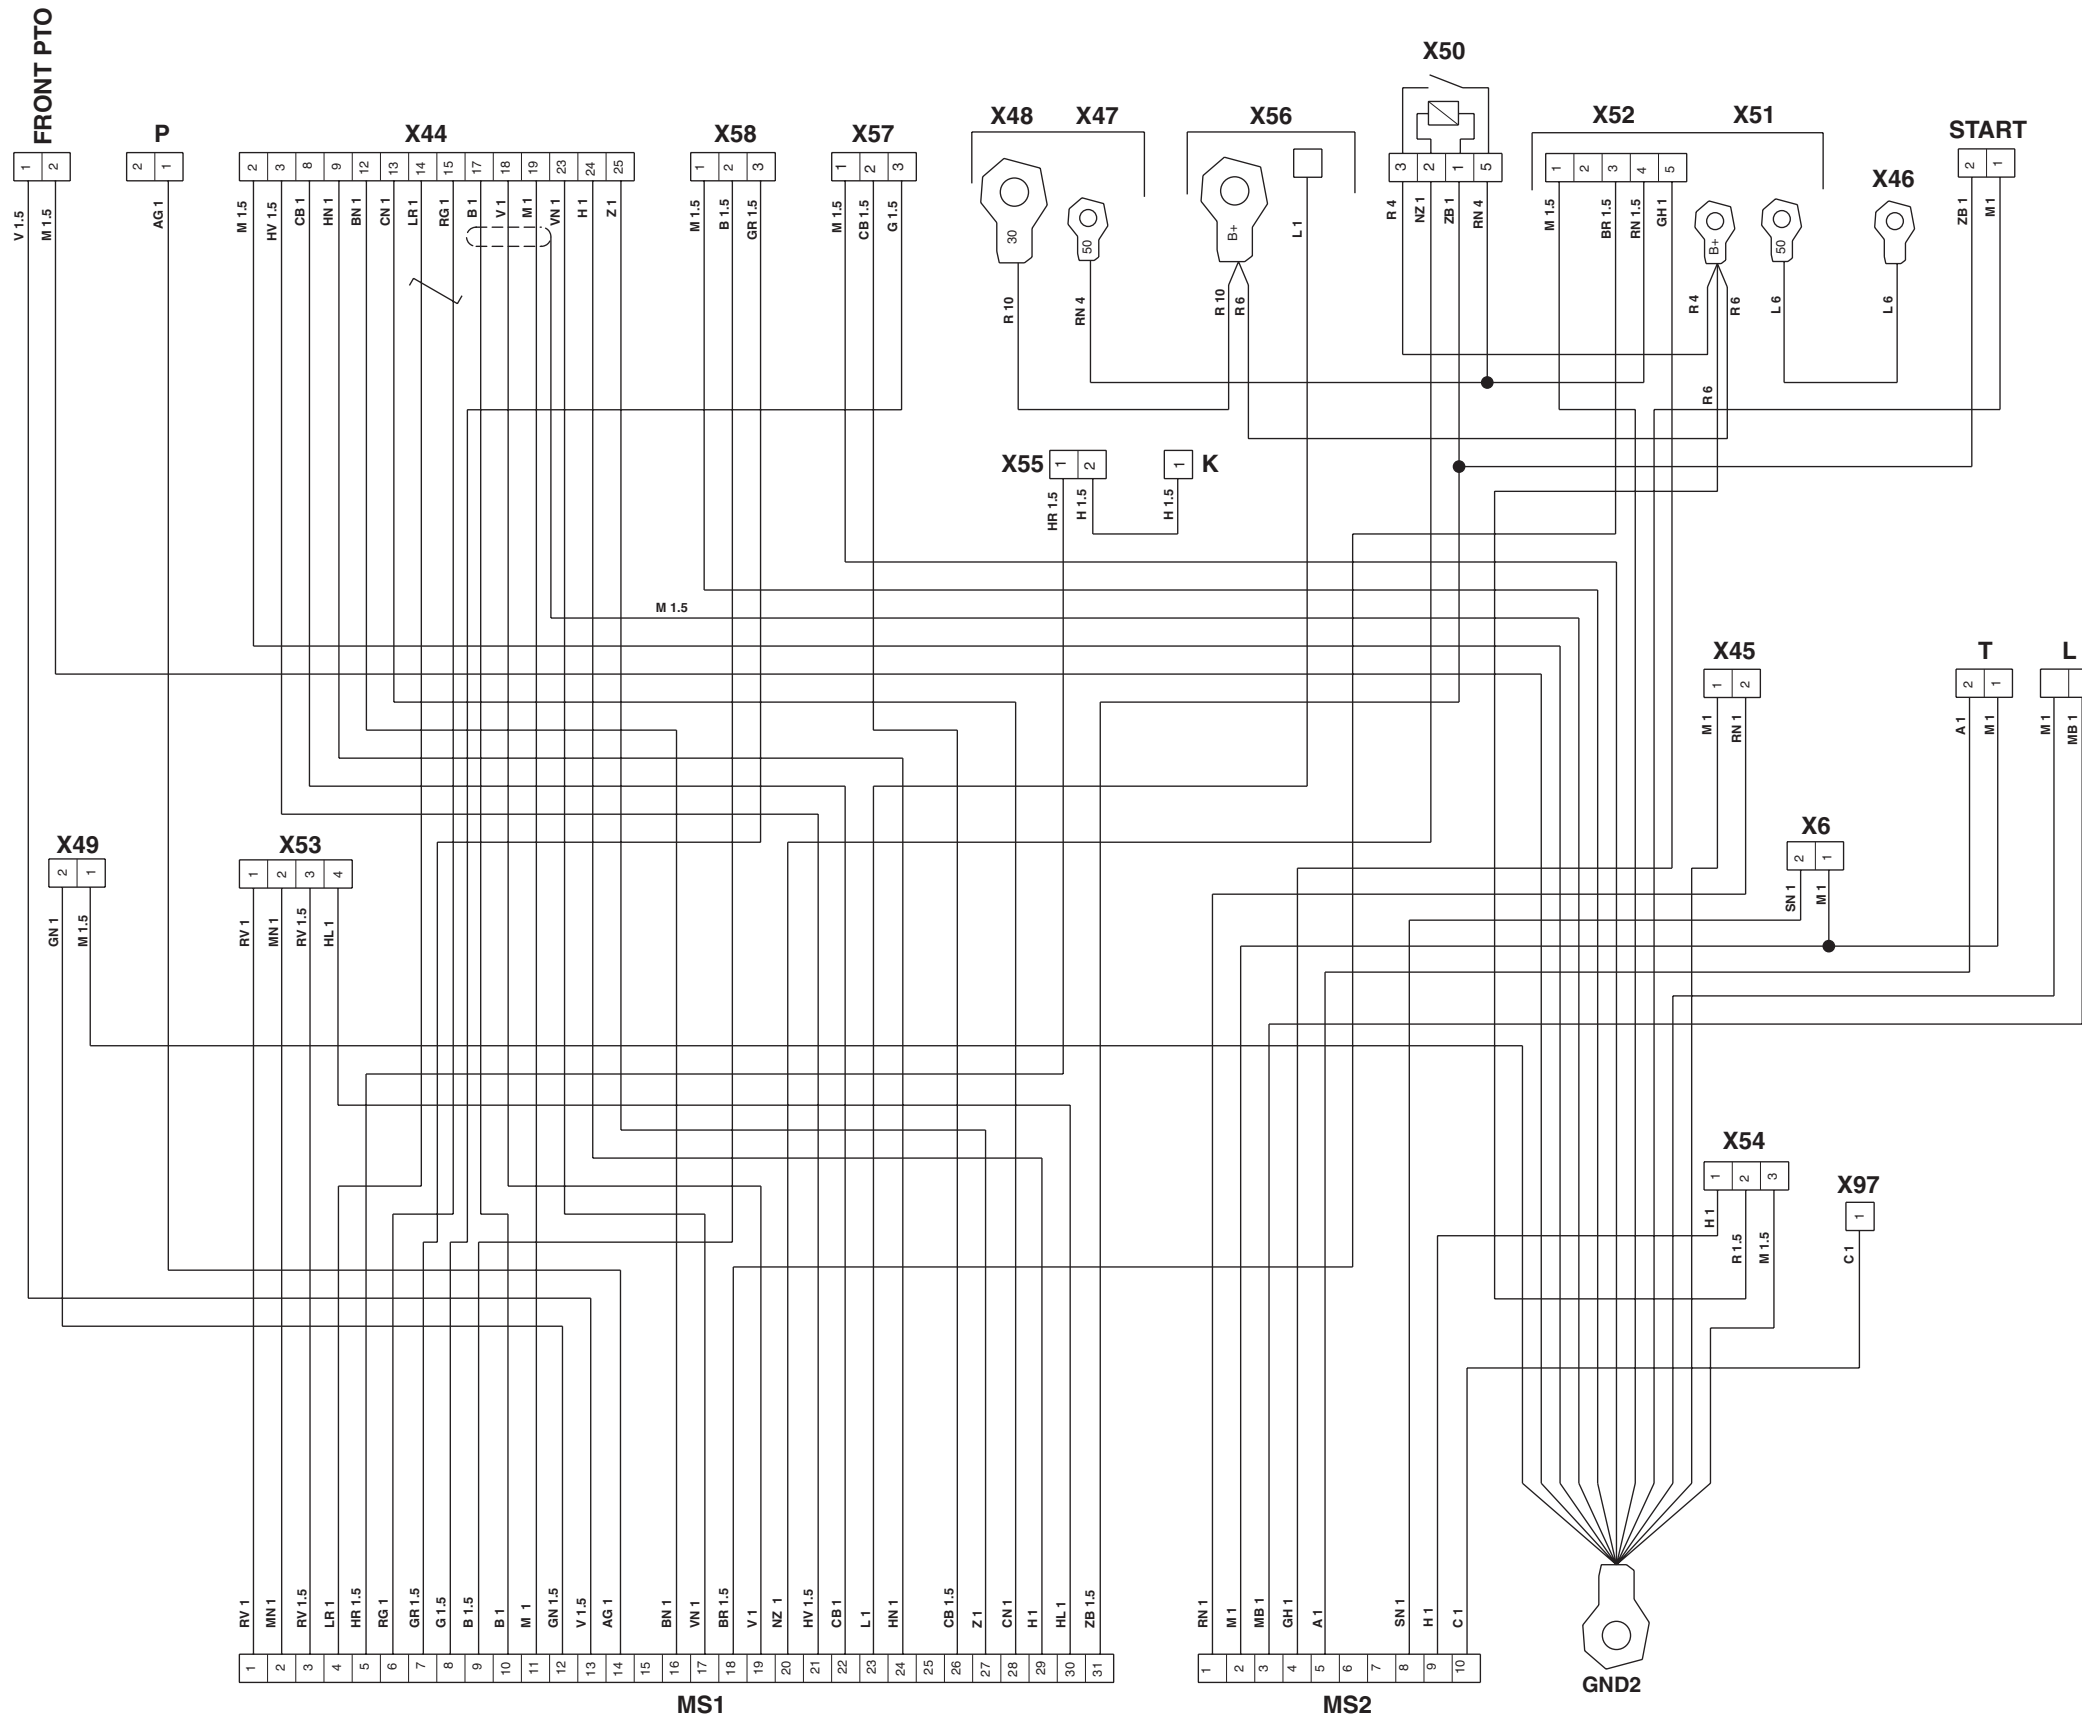 FRONT PTO
1 2
V 1.5 M 1.5
P
2 1
AG 1
X44
2 3 8 9 12 13 14 15 17 18 19 23 24 25
M 1.5 HV 1.5 CB 1 HN 1 BN 1 CN 1 LR 1 RG 1 B 1 V 1 M 1 VN 1 H 1 Z 1
X58
1 2 3
M 1.5 B 1.5 GR 1.5
X57
1 2 3
M 1.5 CB 1.5 G 1.5
X48 X47
30 50
R 10 RN 4
X56
B+
L 1
R 10 R 6
X50
3 2 1 5
R 4 NZ 1 ZB 1 RN 4
X52 X51
1 2 3 4 5
M 1.5 BR 1.5 RN 1.5 GH 1
B+ 50
R 4 R 6 L 6
R 6
X46
L 6
START
2 1
ZB 1 M 1
X55 1 2
HR 1.5 H 1.5
1 K
H 1.5
M 1.5
X45
1 2
M 1 RN 1
T
2 1
A 1 M 1
L
M 1 MB 1
X49
2 1
GN 1 M 1.5
X53
1 2 3 4
RV 1 MN 1 RV 1.5 HL 1
X6
2 1
SN 1 M 1
X54
1 2 3
H 1 R 1.5 M 1.5
X97
1
C 1
RV 1 MN 1 RV 1.5 LR 1 HR 1.5 RG 1 GR 1.5 G 1.5 B 1.5 B 1 M 1 GN 1.5 V 1.5 AG 1 BN 1 VN 1 BR 1.5 V 1 NZ 1 HV 1.5 CB 1 L 1 HN 1 CB 1.5 Z 1 CN 1 H 1 HL 1 ZB 1.5
1 2 3 4 5 6 7 8 9 10 11 12 13 14 15 16 17 18 19 20 21 22 23 24 25 26 27 28 29 30 31
MS1
RN 1 M 1 MB 1 GH 1 A 1 SN 1 H 1 C 1
1 2 3 4 5 6 7 8 9 10
MS2
GND2